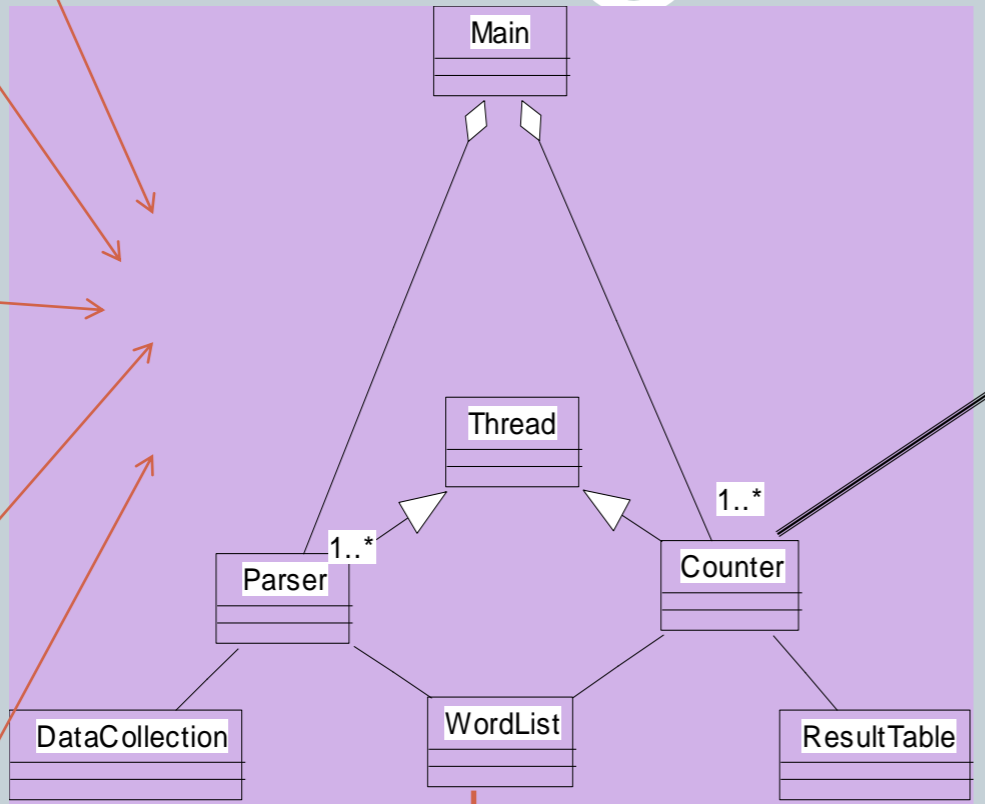 Main
Thread
1..*
1..*
Parser
Counter
DataCollection
WordList
ResultTable